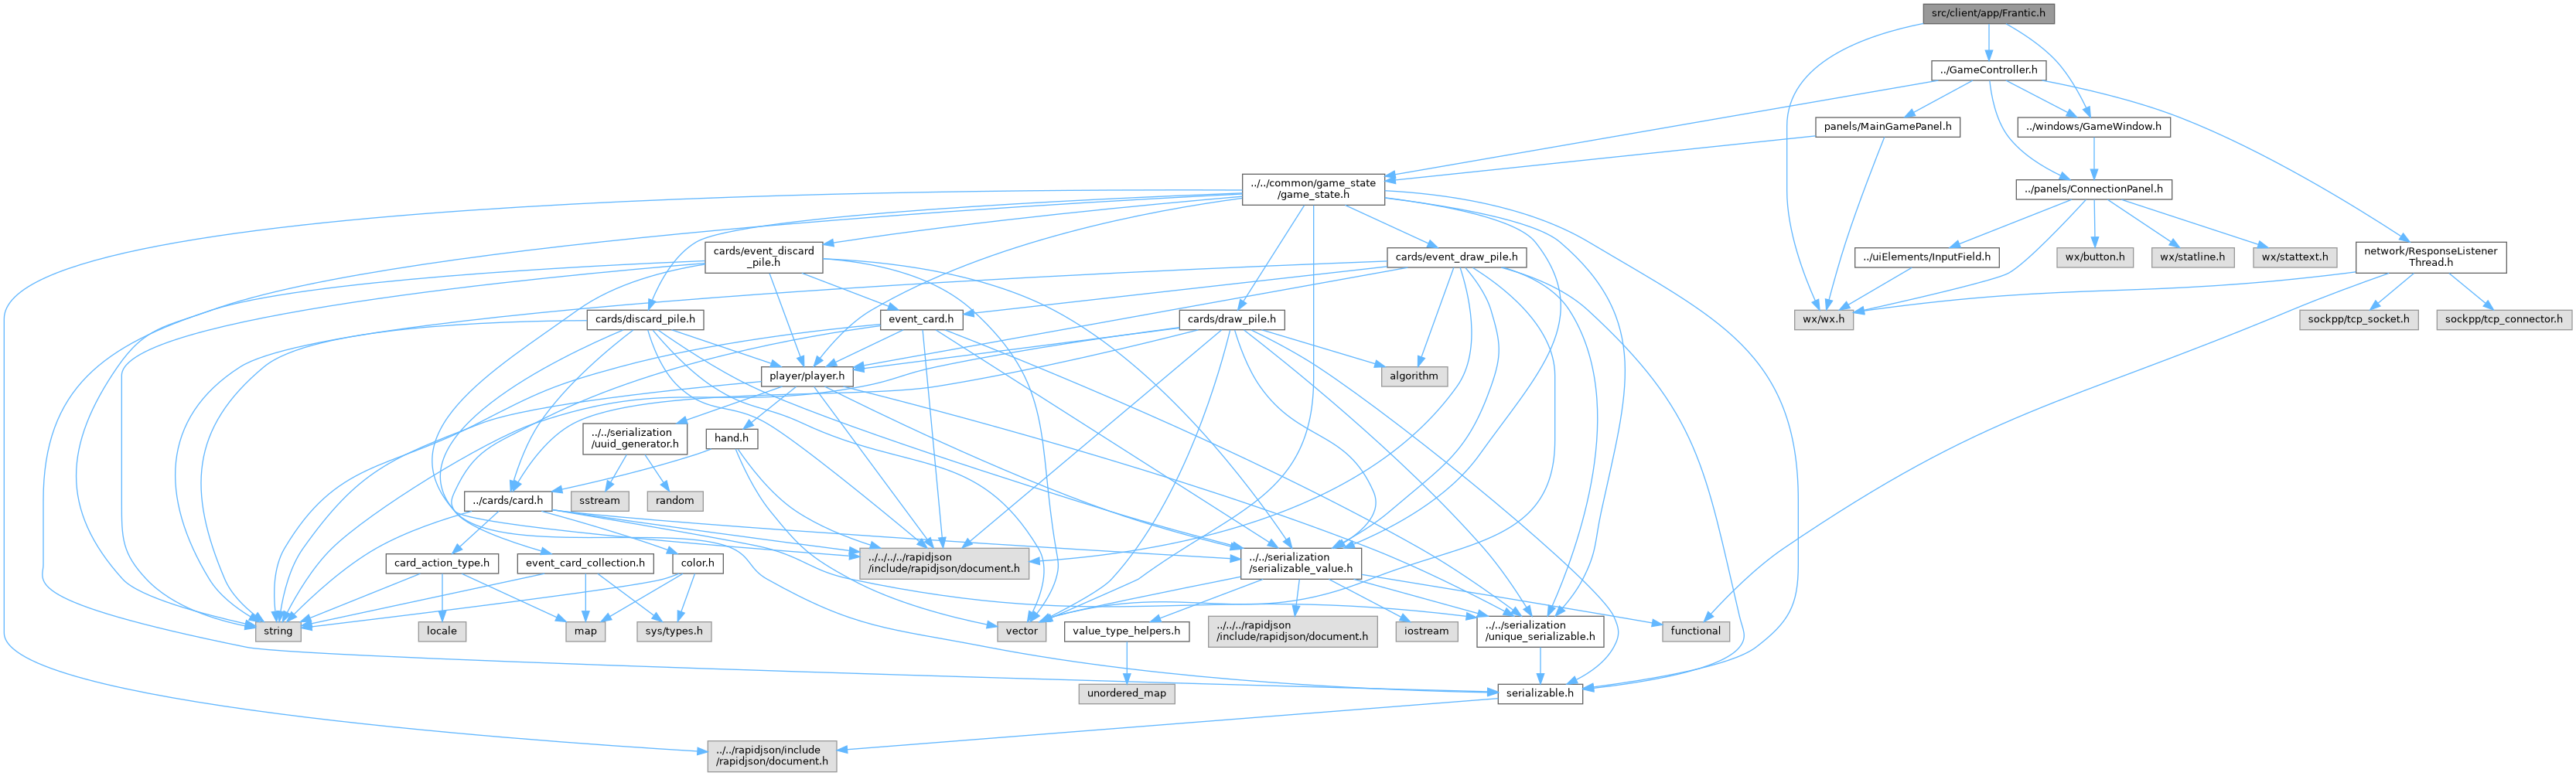 src/client/app/Frantic.h
../GameController.h
panels/MainGamePanel.h
../windows/GameWindow.h
../../common/game_state
/game_state.h
../panels/ConnectionPanel.h
cards/event_discard
_pile.h
cards/event_draw_pile.h
../uiElements/InputField.h
wx/button.h
wx/statline.h
wx/stattext.h
network/ResponseListener
Thread.h
cards/discard_pile.h
event_card.h
cards/draw_pile.h
wx/wx.h
sockpp/tcp_socket.h
sockpp/tcp_connector.h
player/player.h
algorithm
../../serialization
/uuid_generator.h
hand.h
../cards/card.h
sstream
random
card_action_type.h
event_card_collection.h
color.h
../../../../rapidjson
/include/rapidjson/document.h
../../serialization
/serializable_value.h
string
locale
map
sys/types.h
vector
value_type_helpers.h
../../../rapidjson
/include/rapidjson/document.h
iostream
../../serialization
/unique_serializable.h
functional
unordered_map
serializable.h
../../rapidjson/include
/rapidjson/document.h